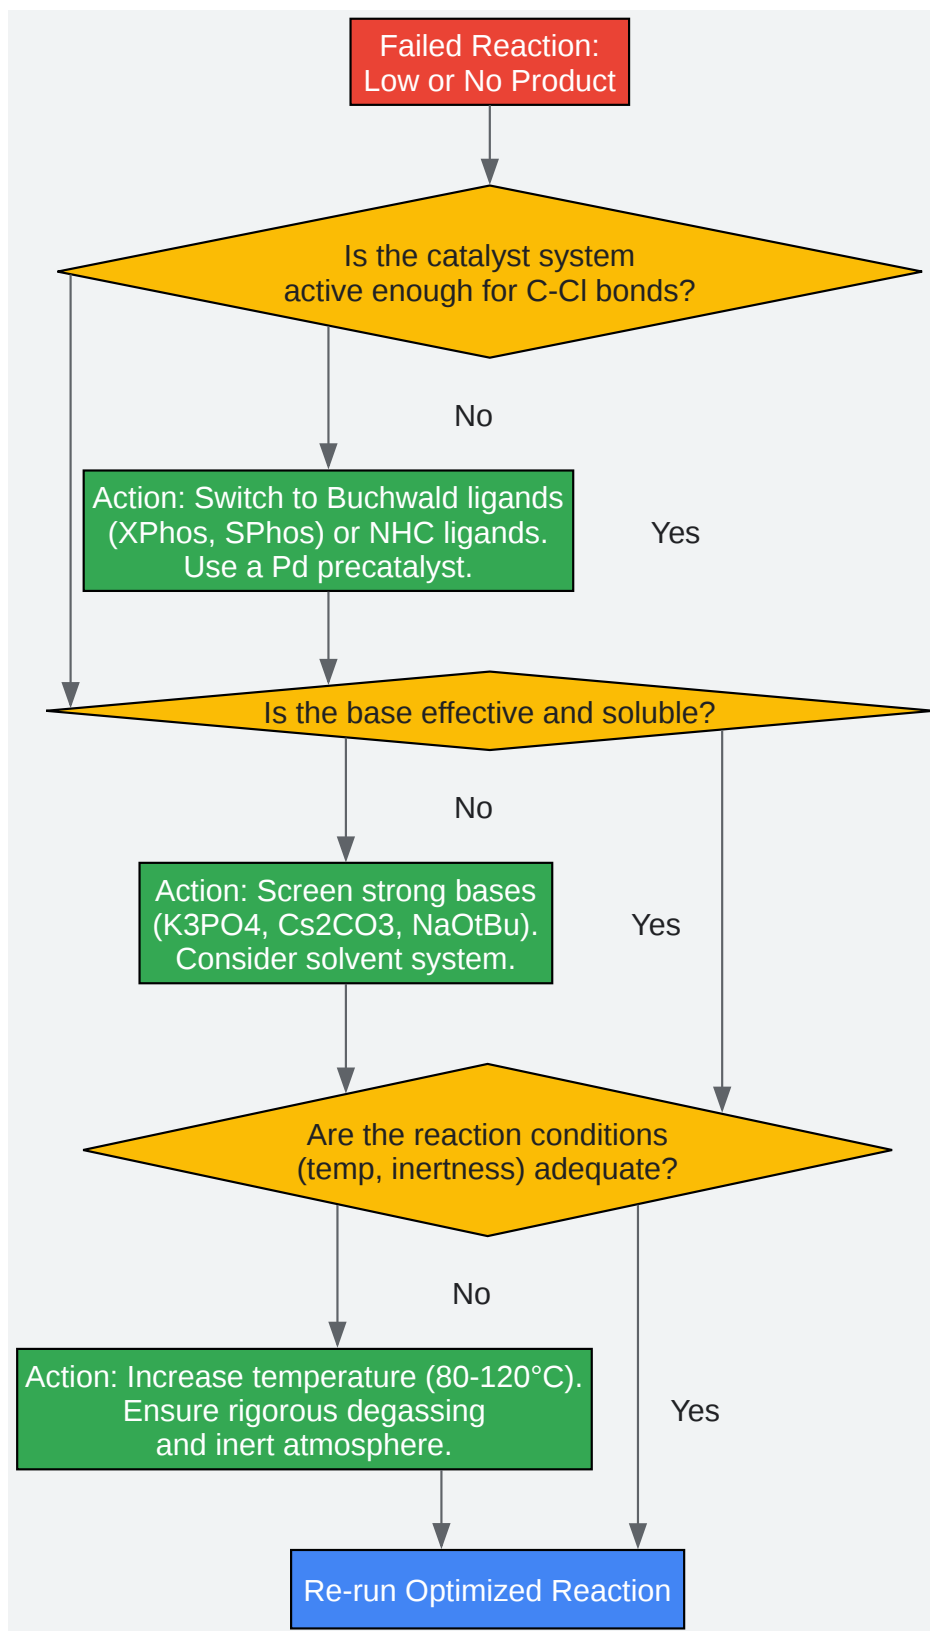 Failed Reaction:
Low or No Product
Is the catalyst system
active enough for C-Cl bonds?
No
Action: Switch to Buchwald ligands
(XPhos, SPhos) or NHC ligands.
Use a Pd precatalyst.
Yes
Is the base effective and soluble?
No
Action: Screen strong bases
(K3PO4, Cs2CO3, NaOtBu).
Consider solvent system.
Yes
Are the reaction conditions
(temp, inertness) adequate?
No
Action: Increase temperature (80-120°C).
Ensure rigorous degassing
and inert atmosphere.
Yes
Re-run Optimized Reaction